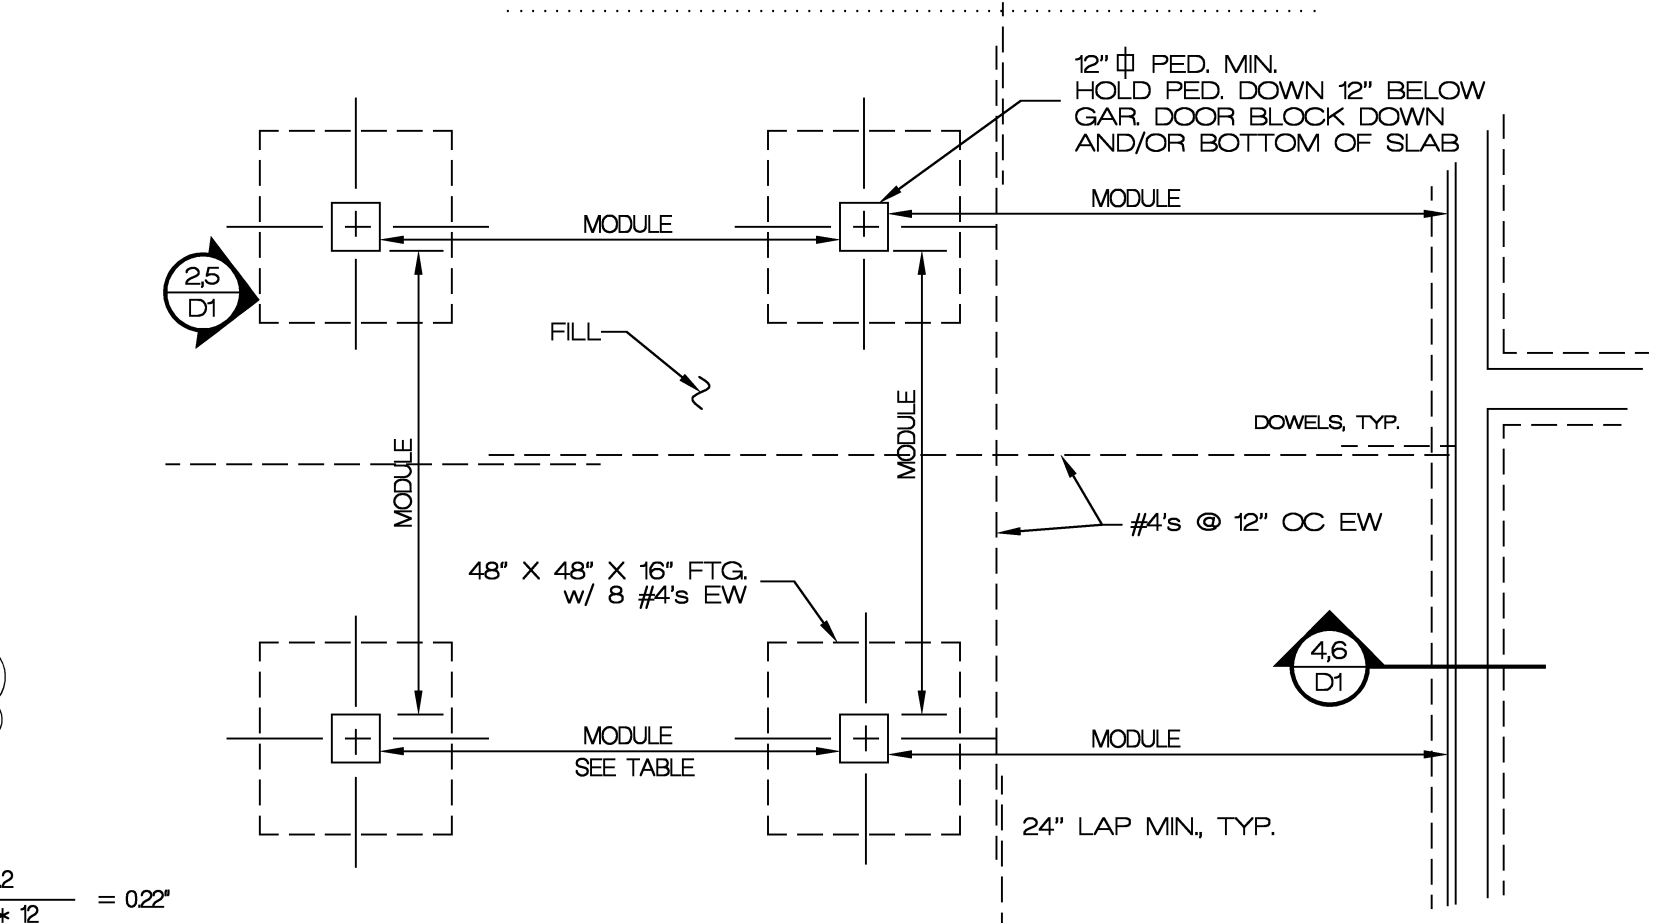 12" PED. MIN.
HOLD PED. DOWN 12" BELOW
GAR. DOOR BLOCK DOWN
AND/OR BOTTOM OF SLAB
MODULE
MODULE
2,5
D1
FILL
MODULE
MODULE
DOWELS, TYP.
#4's @ 12" OC EW
48" X 48" X 16" FTG.
w/ 8 #4's EW
4,6
D1
MODULE
SEE TABLE
MODULE
24" LAP MIN., TYP.
.2
* 12
= 0.22"